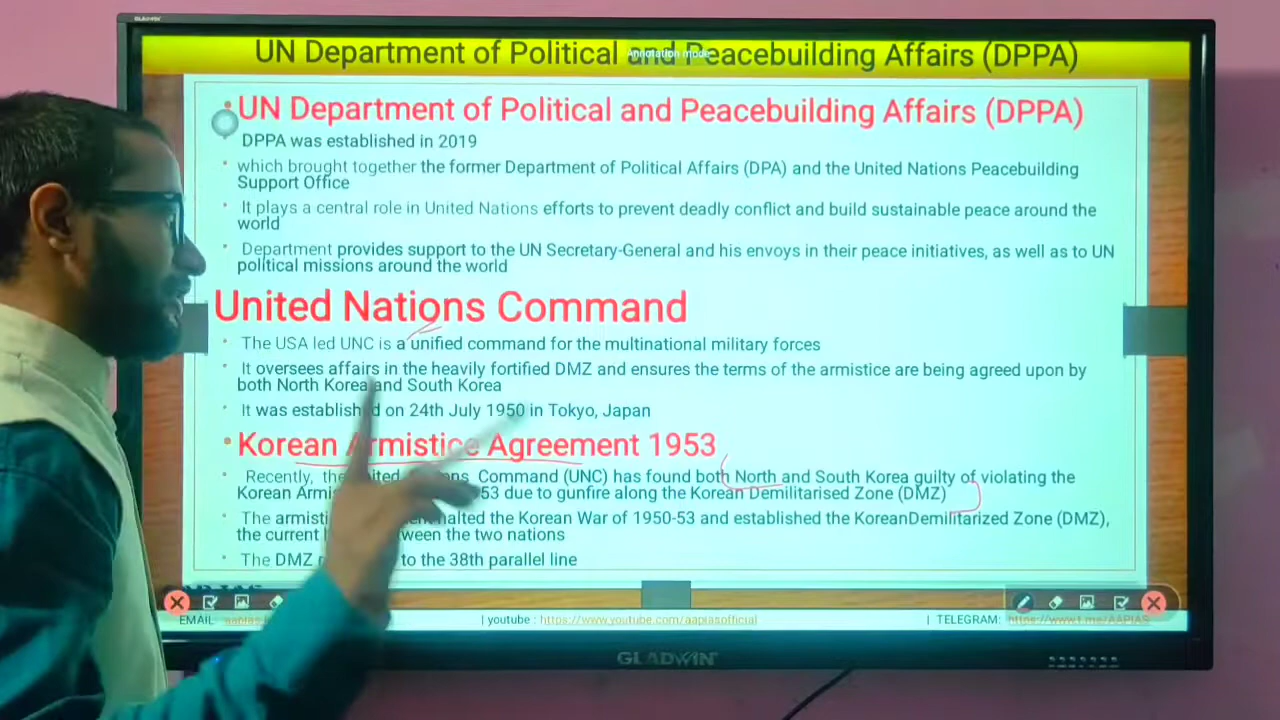 GLADWIN
UN Department of Political and Peacebuilding Affairs (DPPA)
Annotation mode
UN Department of Political and Peacebuilding Affairs (DPPA)
DPPA was established in 2019
which brought together the former Department of Political Affairs (DPA) and the United Nations Peacebuilding
Support Office
It plays a central role in United Nations efforts to prevent deadly conflict and build sustainable peace around the
world
Department provides support to the UN Secretary-General and his envoys in their peace initiatives, as well as to UN
political missions around the world
United Nations Command
The USA led UNC is a unified command for the multinational military forces
It oversees affairs in the heavily fortified DMZ and ensures the terms of the armistice are being agreed upon by
both North Korea and South Korea
It was established on 24th July 1950 in Tokyo, Japan
Korean Armistice Agreement 1953
Recently, the Command (UNC) has found both North and South Korea guilty of violating the
Korean 53 due to gunfire along the Korean Demilitarised Zone (DMZ)
The halted the Korean War of 1950-53 and established the KoreanDemilitarized Zone (DMZ),
the current the two nations
The DMZ to the 38th parallel line
EMAIL | youtube : https://www.youtube.com/aapiasofficial | TELEGRAM: https://www.t.me/AAPIAS
GLADWIN